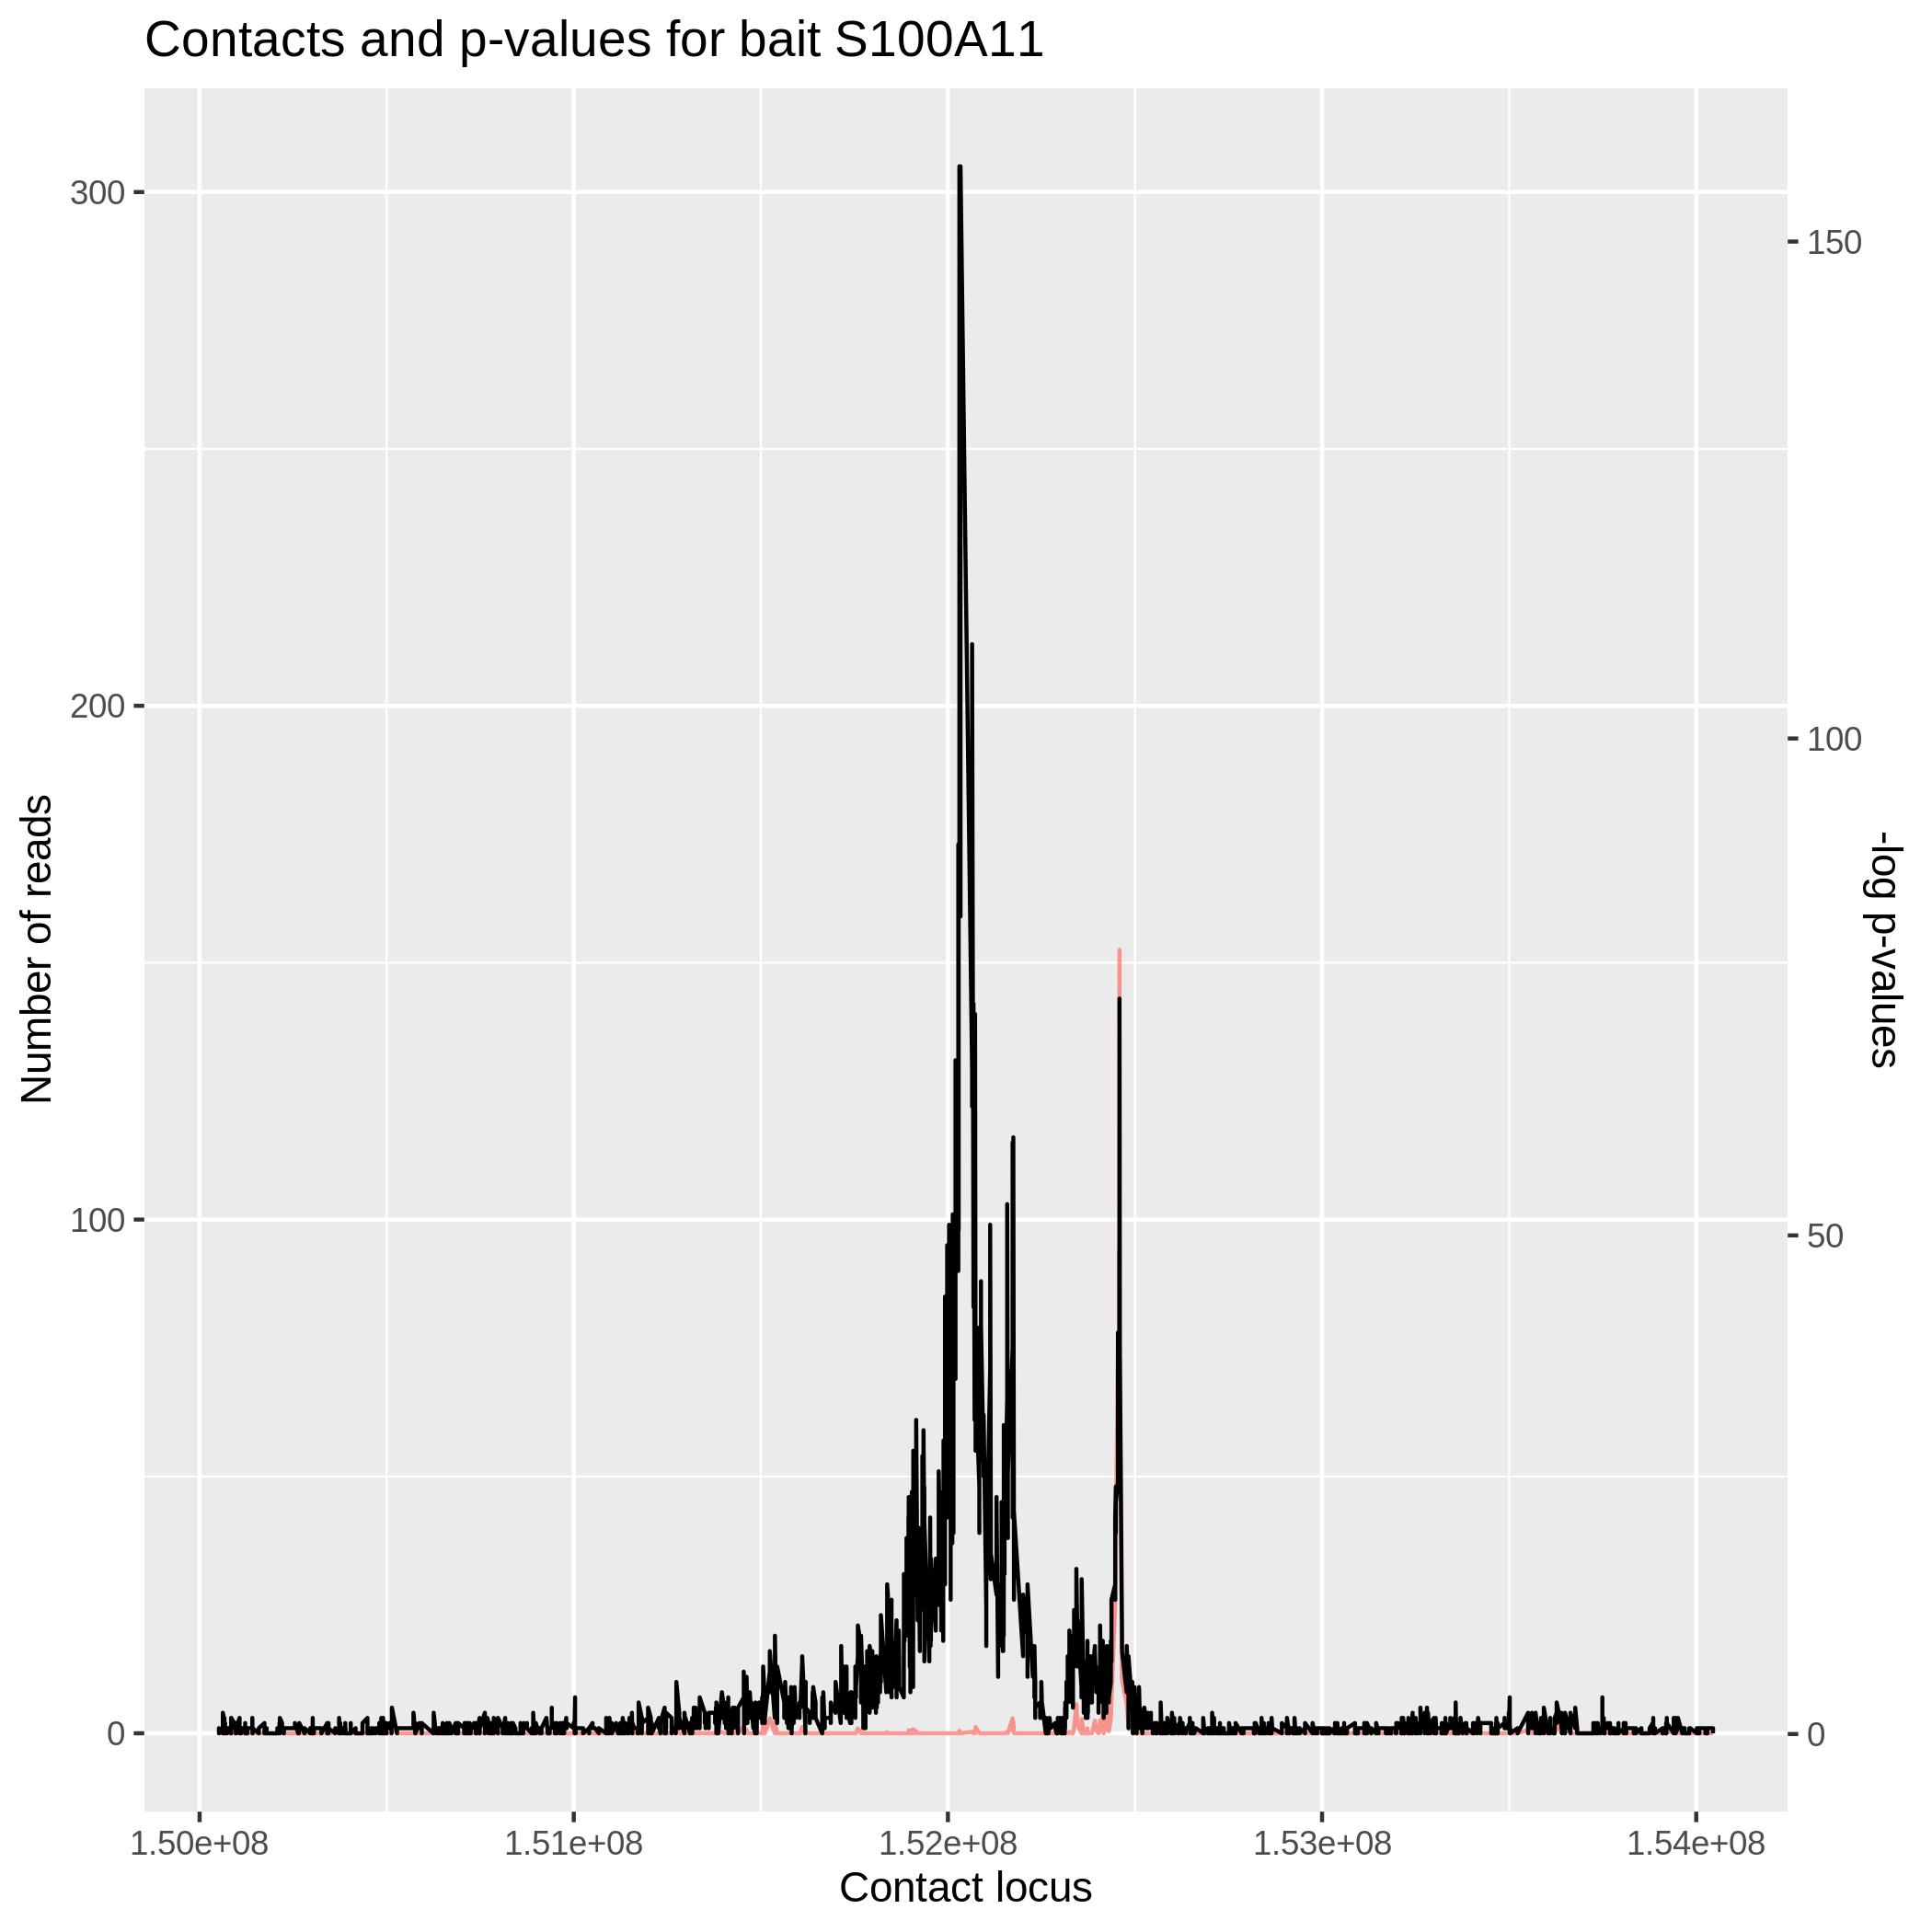 Contacts and p-values for bait S100A11
300
200
100
0
Number of reads
150
100
50
0
-log p-values
1.50e+08
1.51e+08
1.52e+08
1.53e+08
1.54e+08
Contact locus